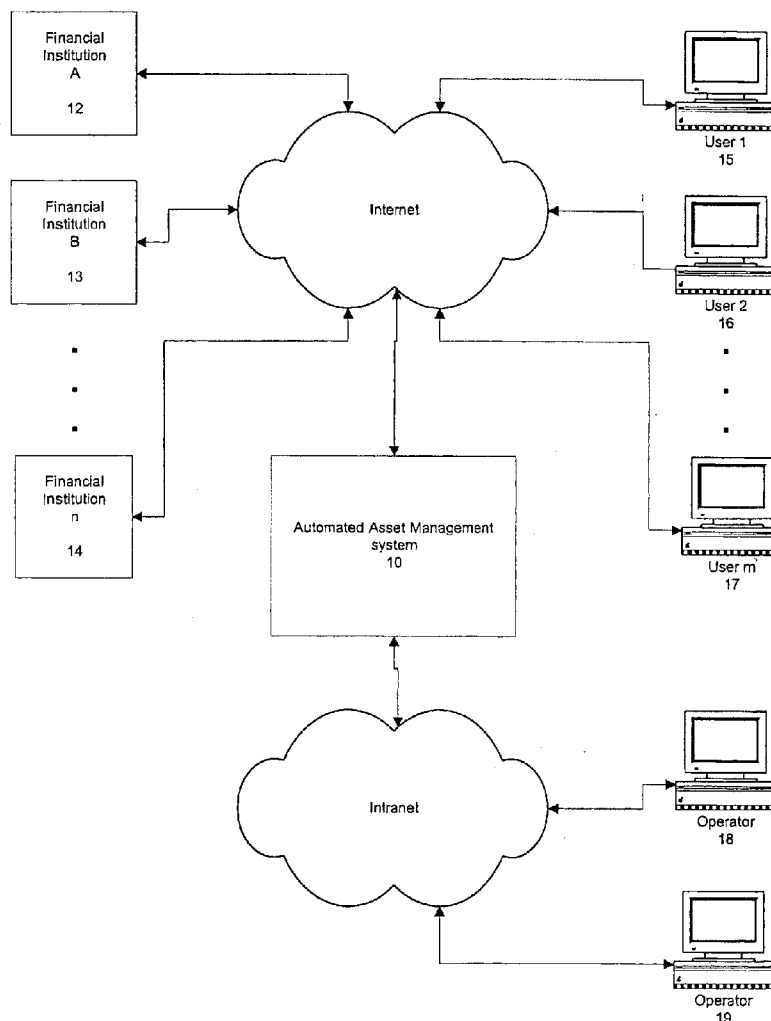 Financial
Institution
A
12
User 1
15
Financial
Institution
B
13
Internet
User 2
16
Financial
Institution
n
14
Automated Asset Management
system
10
User m
17
Intranet
Operator
18
Operator
19